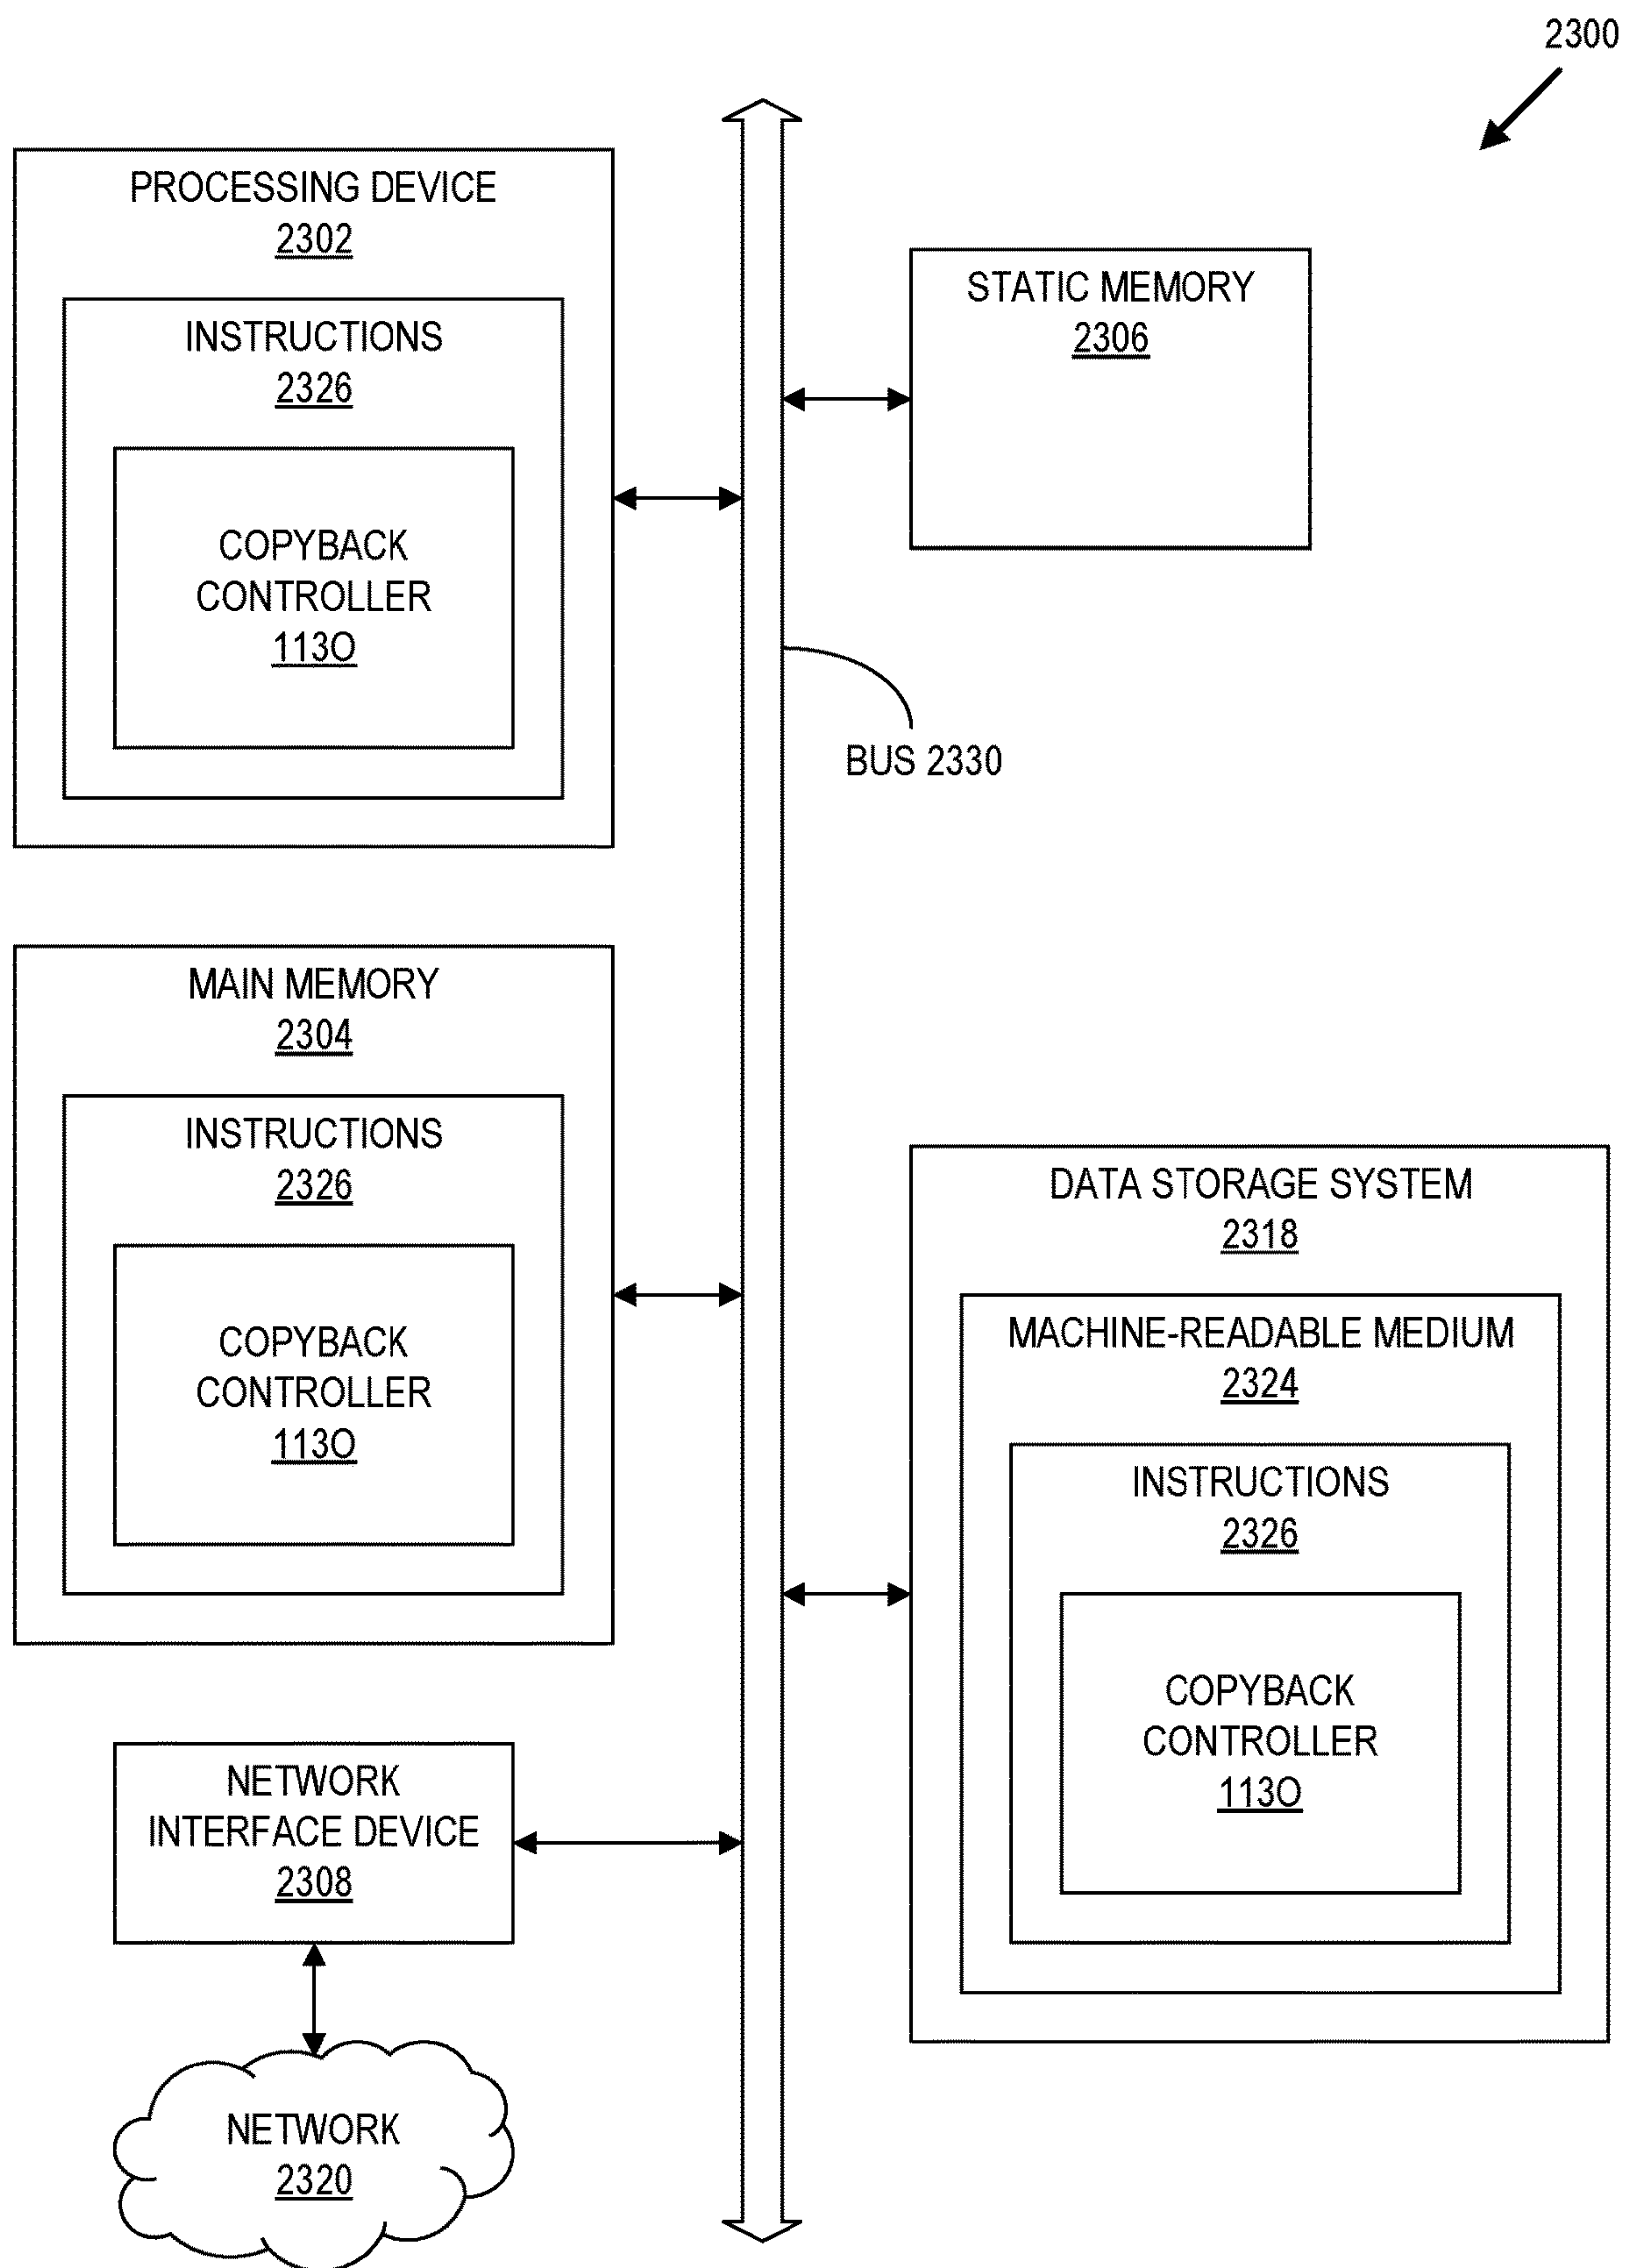 2300
PROCESSING DEVICE
2302
INSTRUCTIONS
2326
COPYBACK
CONTROLLER
113O
STATIC MEMORY
2306
BUS 2330
MAIN MEMORY
2304
INSTRUCTIONS
2326
COPYBACK
CONTROLLER
113O
DATA STORAGE SYSTEM
2318
MACHINE-READABLE MEDIUM
2324
INSTRUCTIONS
2326
COPYBACK
CONTROLLER
113O
NETWORK
INTERFACE DEVICE
2308
NETWORK
2320